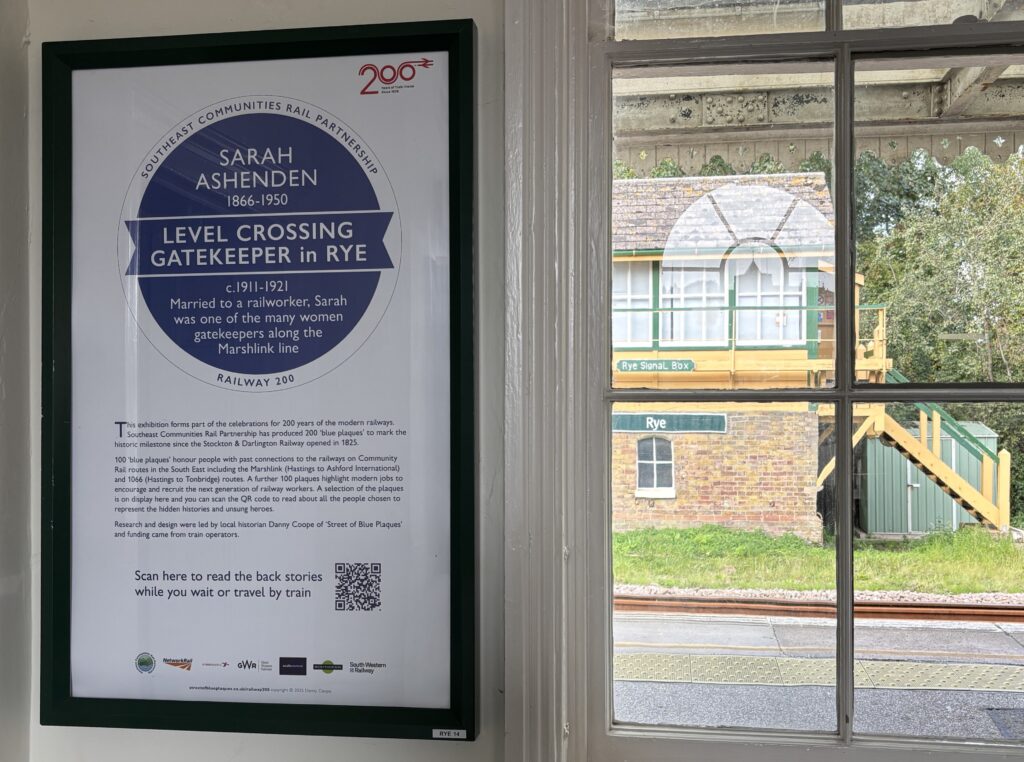 200
Since 1825
SOUTHEAST COMMUNITIES RAIL PARTNERSHIP
SARAH
ASHENDEN
1866-1950
LEVEL CROSSING
GATEKEEPER in RYE
c.1911-1921
Married to a railworker, Sarah
was one of the many women
gatekeepers along the
Marshlink line
RAILWAY 200
This exhibition forms part of the celebrations for 200 years of the modern railways.
Southeast Communities Rail Partnership has produced 200 'blue plaques' to mark the
historic milestone since the Stockton & Darlington Railway opened in 1825.
100 'blue plaques' honour people with past connections to the railways on Community
Rail routes in the South East including the Marshlink (Hastings to Ashford International)
and 1066 (Hastings to Tonbridge) routes. A further 100 plaques highlight modern jobs to
encourage and recruit the next generation of railway workers. A selection of the plaques
is on display here and you can scan the QR code to read about all the people chosen to
represent the hidden histories and unsung heroes.
Research and design were led by local historian Danny Coope of 'Street of Blue Plaques'
and funding came from train operators.
Scan here to read the back stories
while you wait or travel by train
NetworkRail
GWR
South Western
Railway
streetofblueplaques.co.uk/railway200 copyright © 2025 Danny Coope
RYE 14
Rye Signal Box
Rye